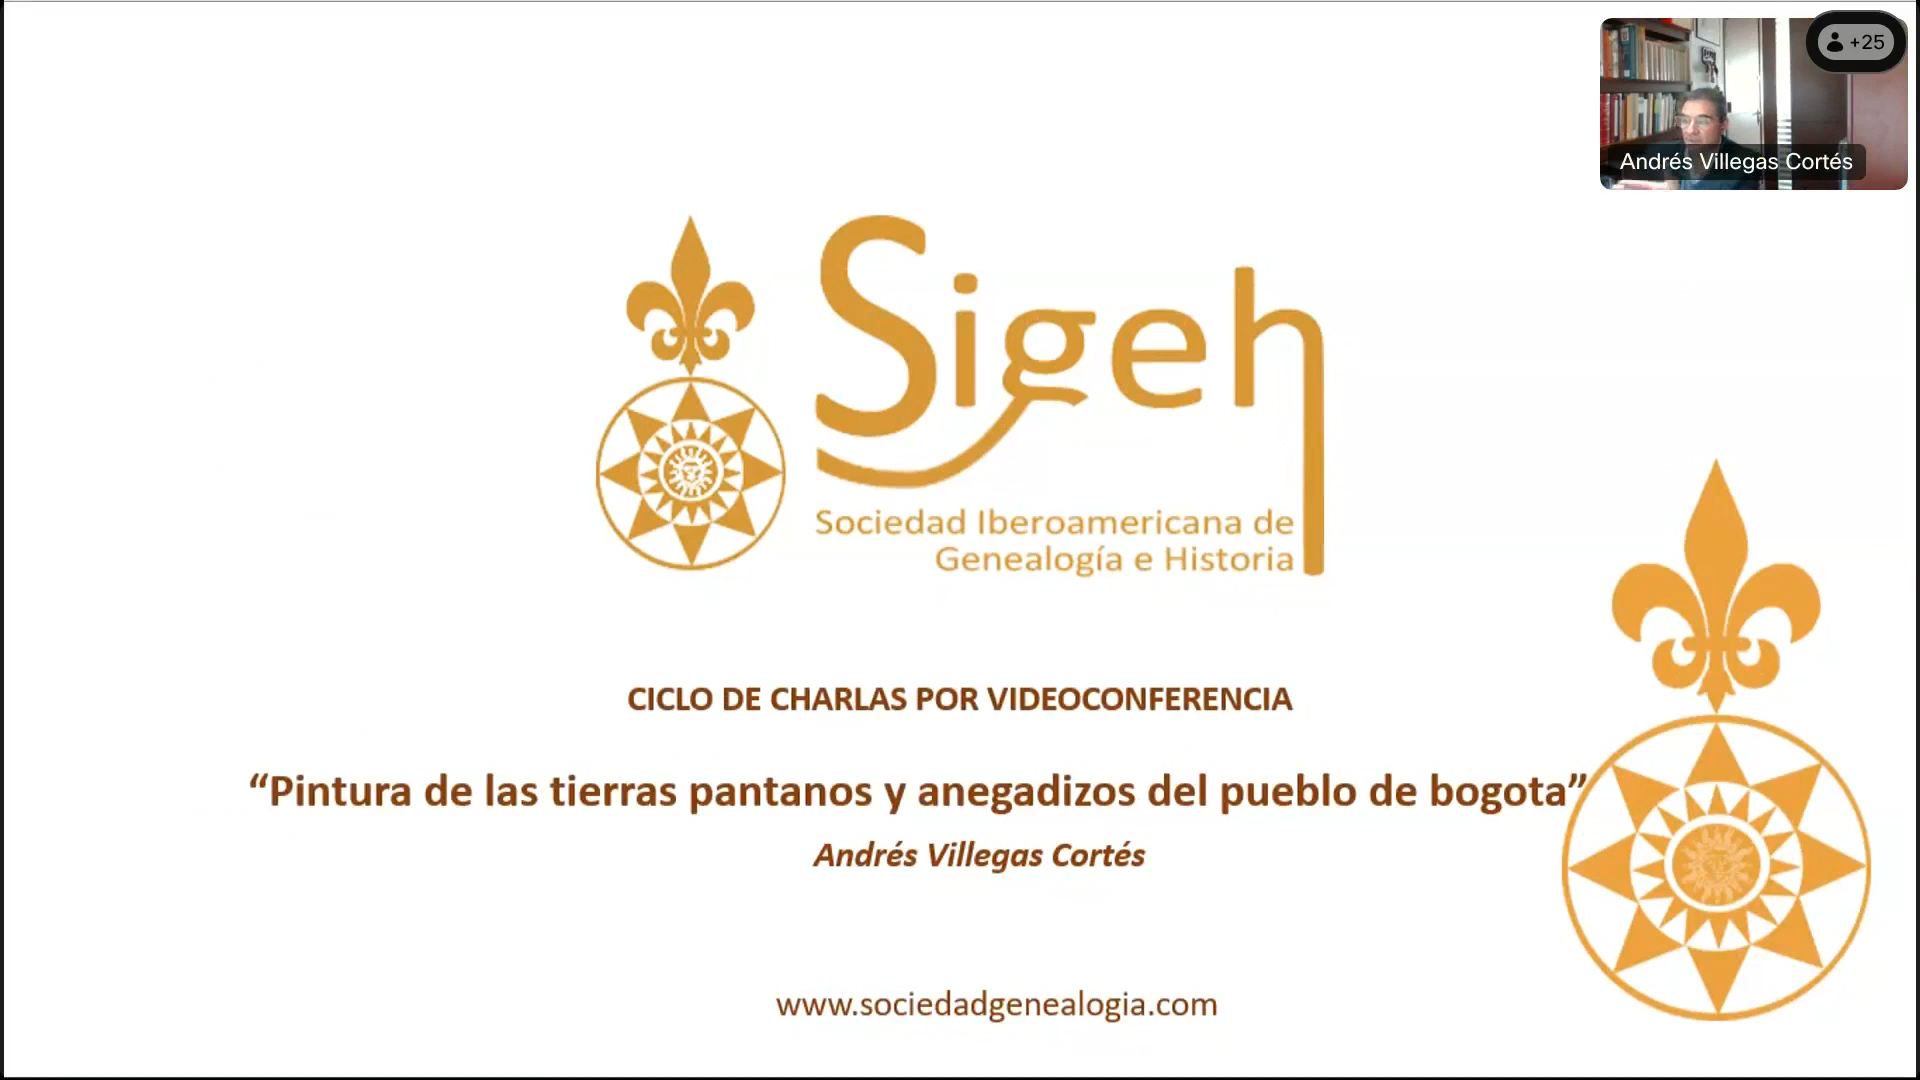 +25
Andrés Villegas Cortés
Sigeh
Sociedad Iberoamericana de
Genealogía e Historia
CICLO DE CHARLAS POR VIDEOCONFERENCIA
“Pintura de las tierras pantanos y anegadizos del pueblo de bogota”
Andrés Villegas Cortés
www.sociedadgenealogia.com